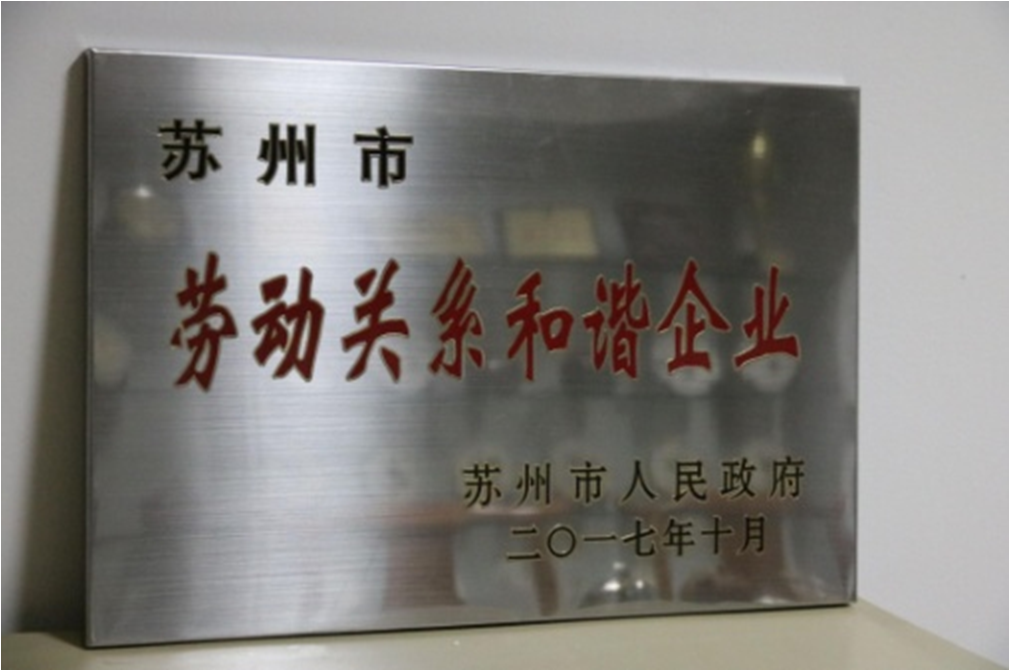 苏州市
劳动关系和谐企业
苏州市人民政府
二〇一七年十月